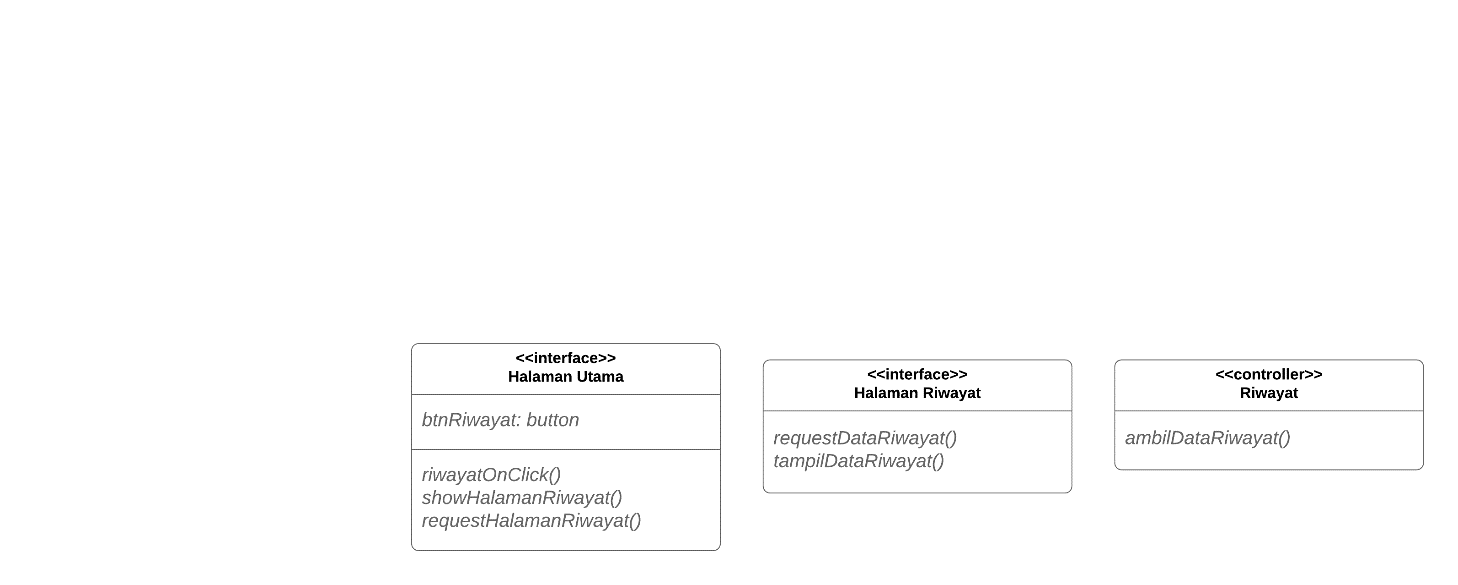 <<interface>>
Halaman Utama
btnRiwayat: button
riwayatOnClick()
showHalamanRiwayat()
requestHalamanRiwayat()
<<interface>>
Halaman Riwayat
requestDataRiwayat()
tampilDataRiwayat()
<<controller>>
Riwayat
ambilDataRiwayat()